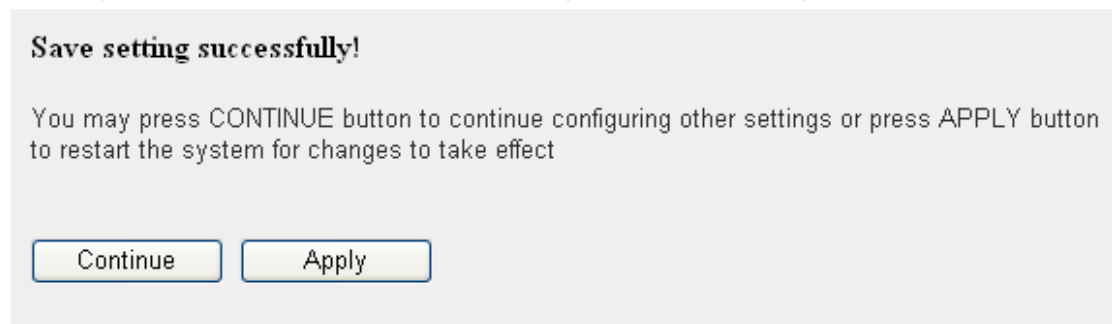 Save setting successfully!
You may press CONTINUE button to continue configuring other settings or press APPLY button
to restart the system for changes to take effect
Continue Apply